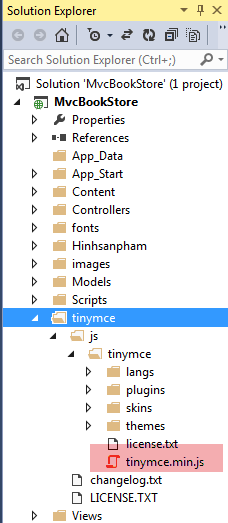 Solution Explorer
Search Solution Explorer (Ctrl+;)
Solution 'MvcBookStore' (1 project)
MvcBookStore
Properties
References
App_Data
App_Start
Content
Controllers
fonts
Hinhsanpham
images
Models
Scripts
tinymce
js
tinymce
langs
plugins
skins
themes
license.txt
tinymce.min.js
changelog.txt
LICENSE.TXT
Views